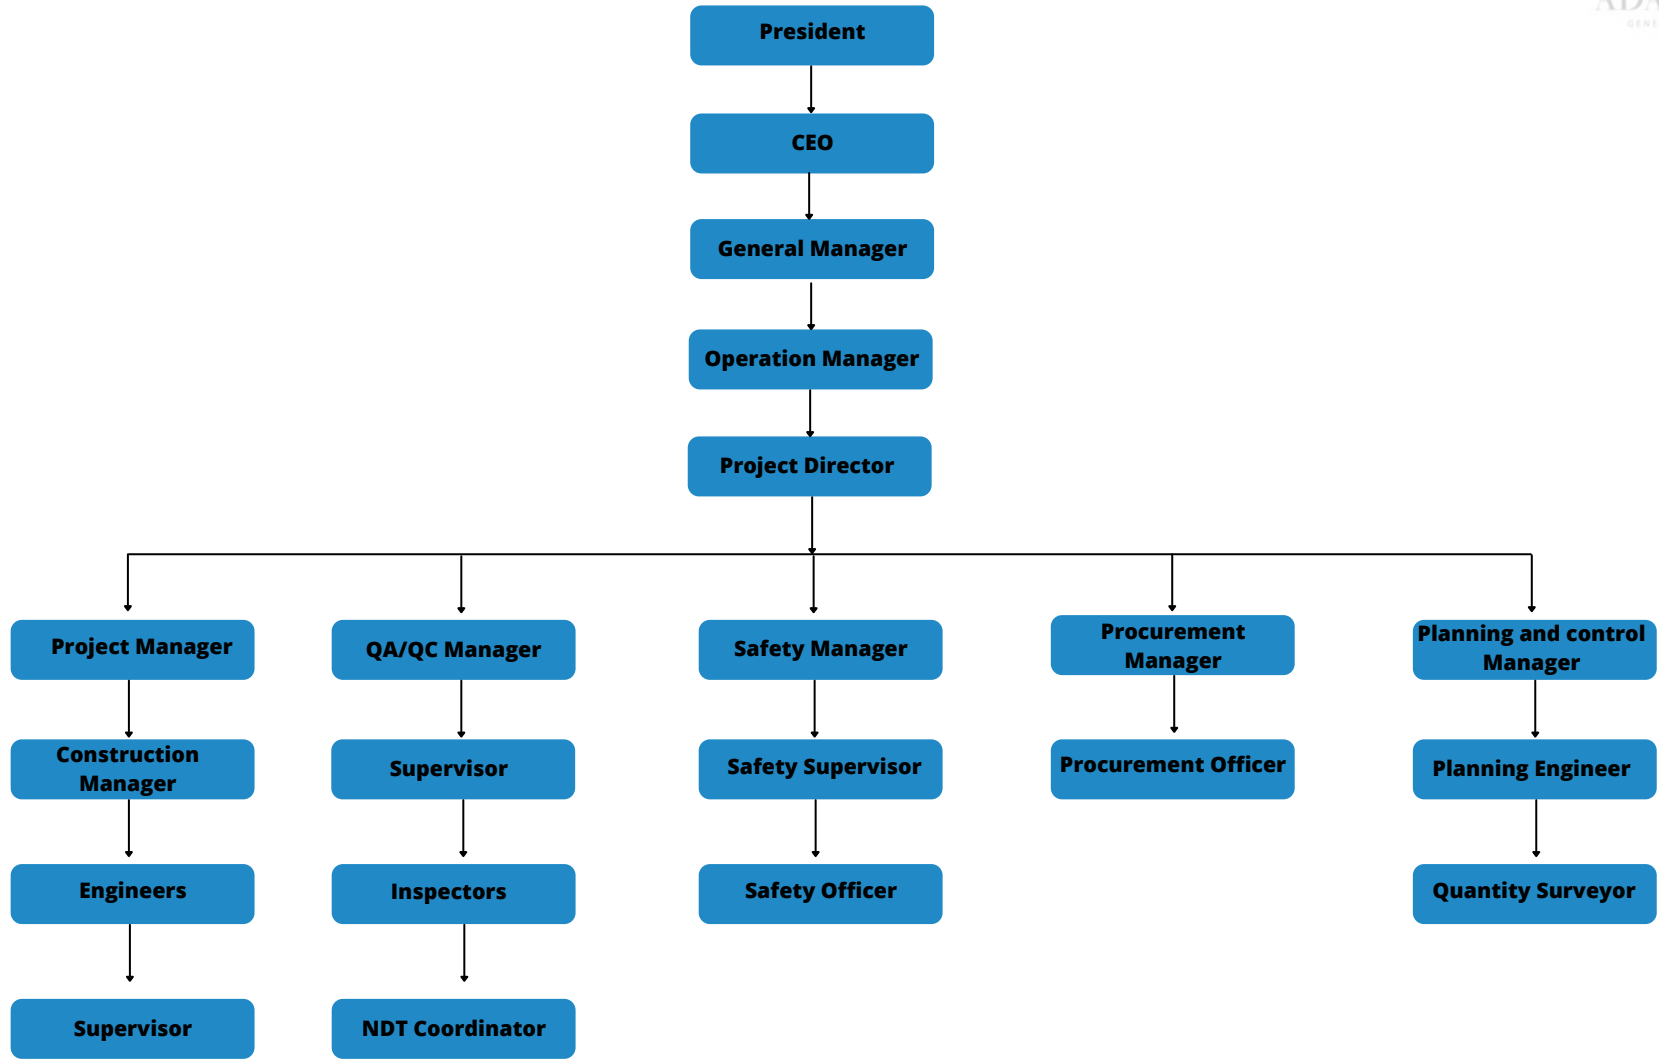 President
CEO
General Manager
Operation Manager
Project Director
Project Manager
QA/QC Manager
Safety Manager
Procurement
Manager
Planning and control
Manager
Construction
Manager
Supervisor
Safety Supervisor
Procurement Officer
Planning Engineer
Engineers
Inspectors
Safety Officer
Quantity Surveyor
Supervisor
NDT Coordinator